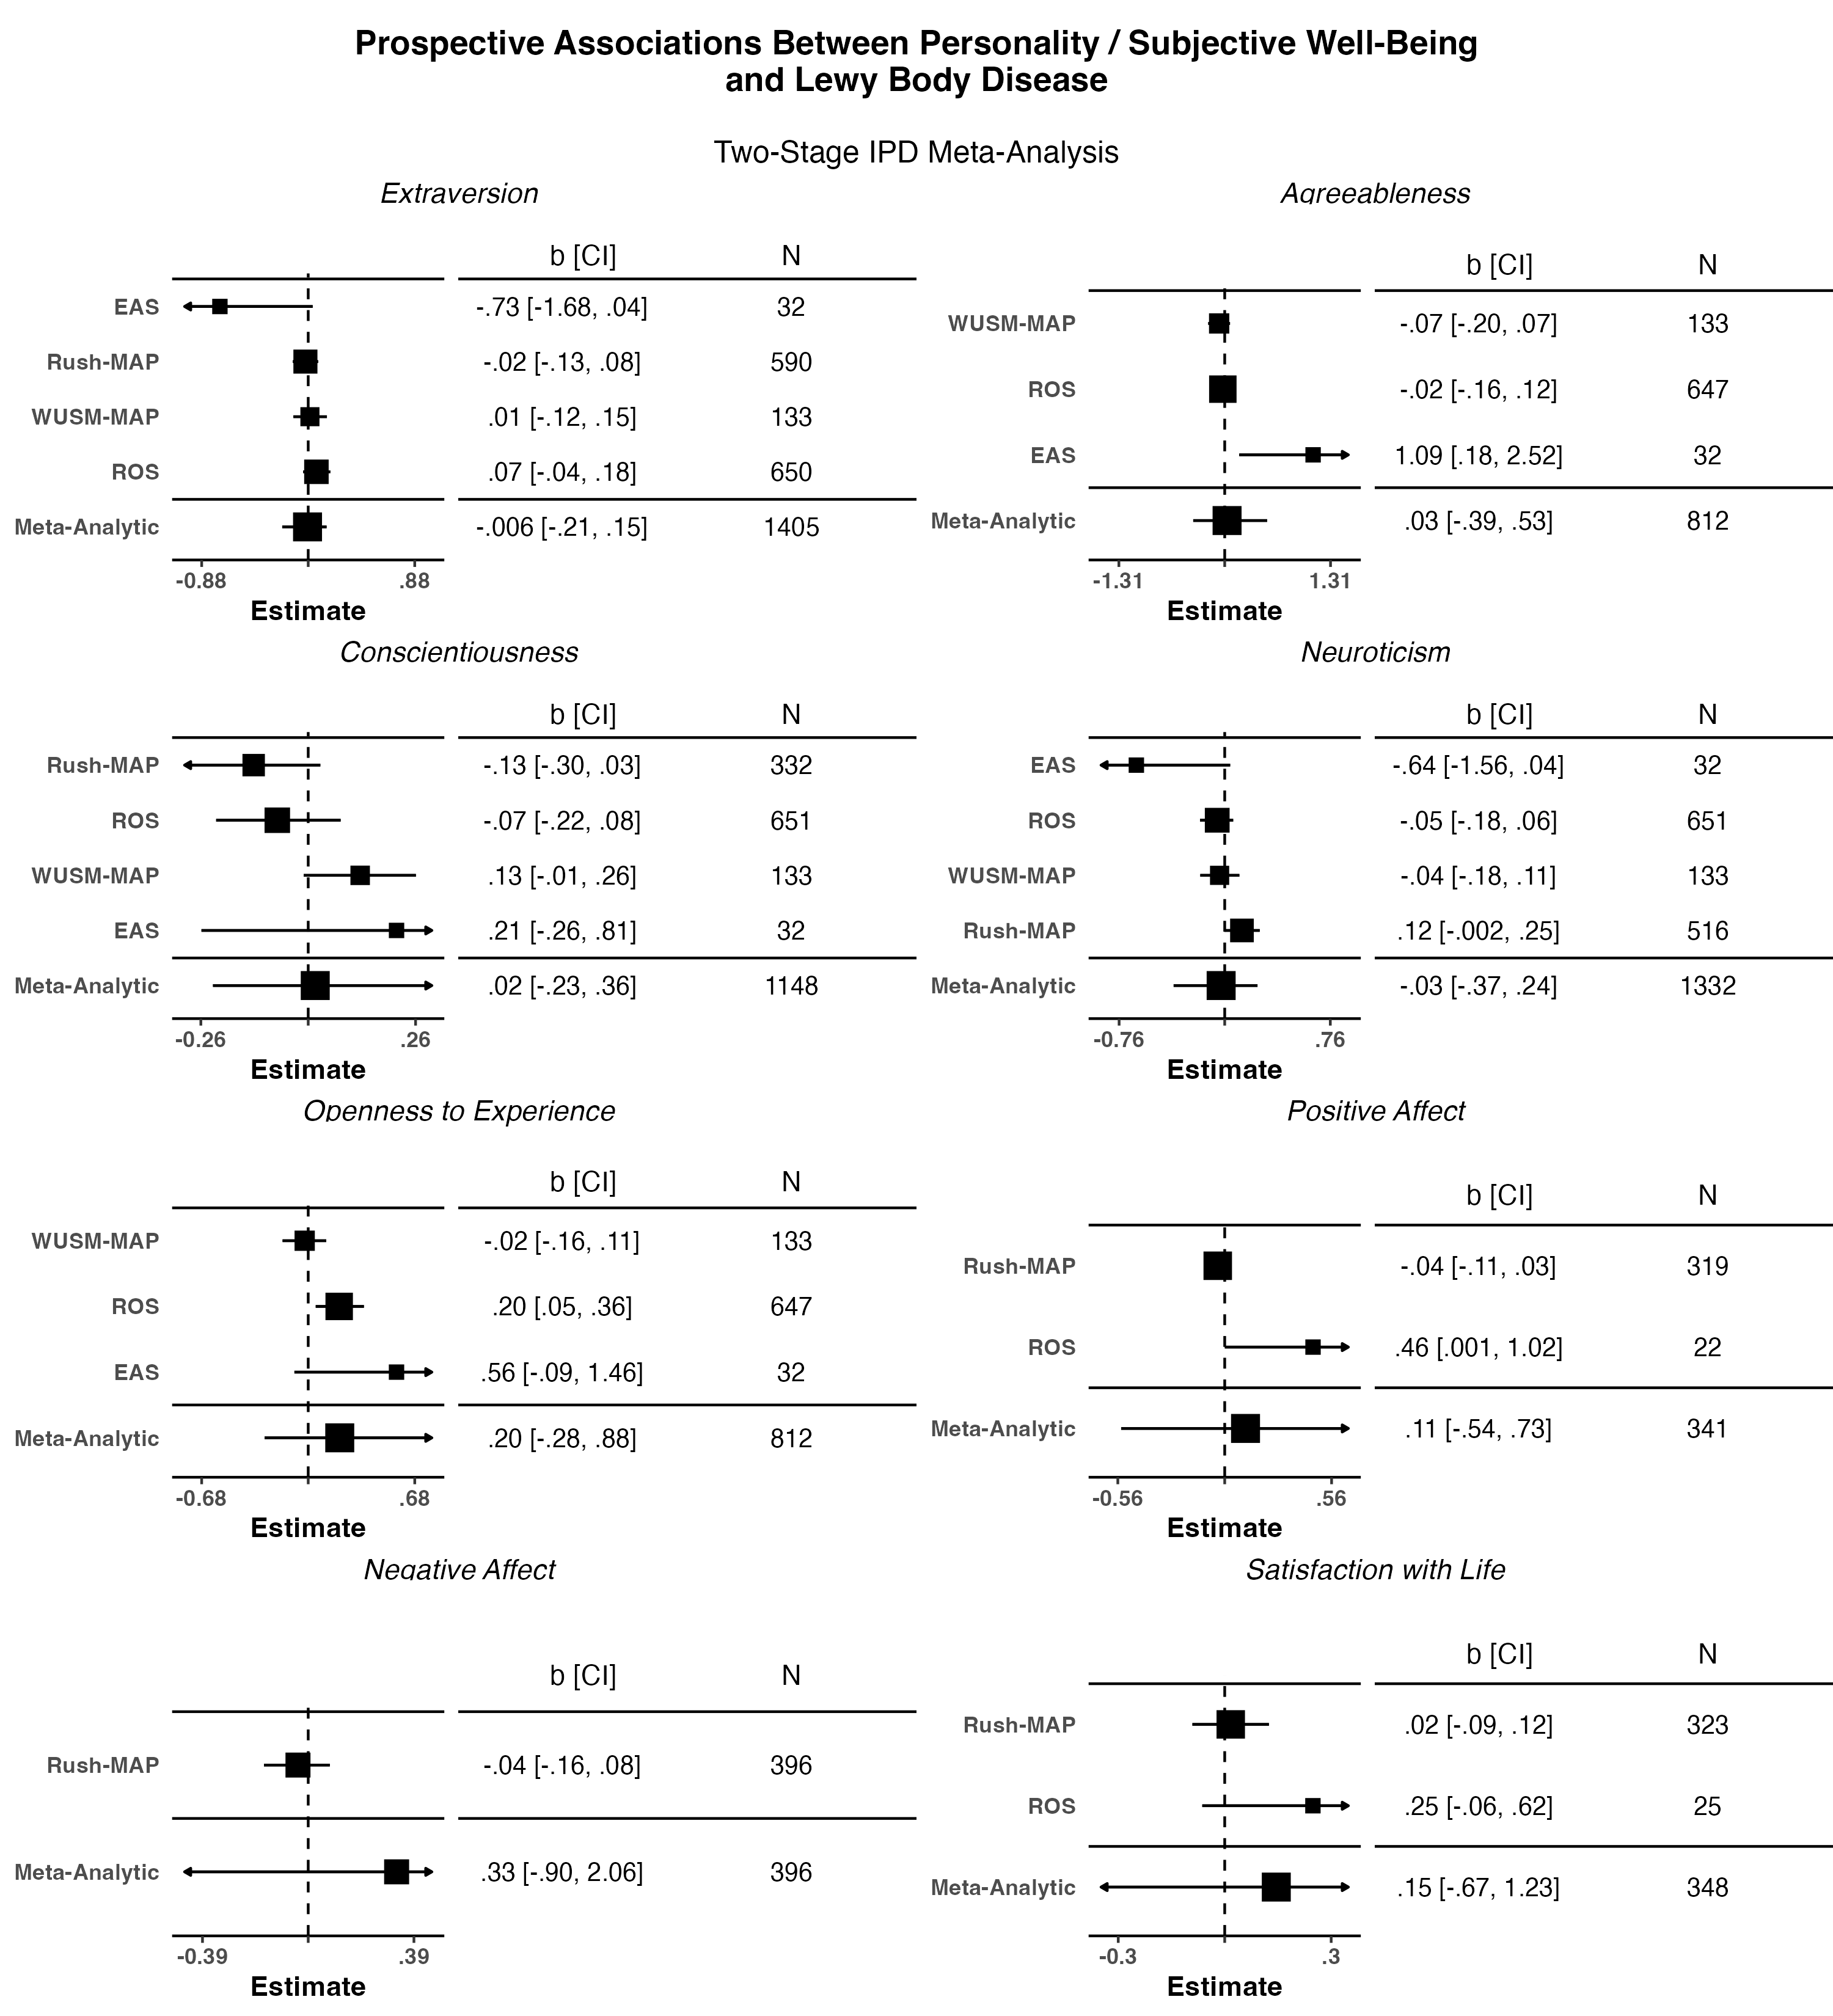 Prospective Associations Between Personality / Subjective Well-Being
and Lewy Body Disease
Two-Stage IPD Meta-Analysis
Extraversion
b [CI] N
EAS -.73 [-1.68, .04] 32
Rush-MAP -.02 [-.13, .08] 590
WUSM-MAP .01 [-.12, .15] 133
ROS .07 [-.04, .18] 650
Meta-Analytic -.006 [-.21, .15] 1405
-0.88 .88
Estimate
Agreeableness
b [CI] N
WUSM-MAP -.07 [-.20, .07] 133
ROS -.02 [-.16, .12] 647
EAS 1.09 [.18, 2.52] 32
Meta-Analytic .03 [-.39, .53] 812
-1.31 1.31
Estimate
Conscientiousness
b [CI] N
Rush-MAP -.13 [-.30, .03] 332
ROS -.07 [-.22, .08] 651
WUSM-MAP .13 [-.01, .26] 133
EAS .21 [-.26, .81] 32
Meta-Analytic .02 [-.23, .36] 1148
-0.26 .26
Estimate
Neuroticism
b [CI] N
EAS -.64 [-1.56, .04] 32
ROS -.05 [-.18, .06] 651
WUSM-MAP -.04 [-.18, .11] 133
Rush-MAP .12 [-.002, .25] 516
Meta-Analytic -.03 [-.37, .24] 1332
-0.76 .76
Estimate
Openness to Experience
b [CI] N
WUSM-MAP -.02 [-.16, .11] 133
ROS .20 [.05, .36] 647
EAS .56 [-.09, 1.46] 32
Meta-Analytic .20 [-.28, .88] 812
-0.68 .68
Estimate
Positive Affect
b [CI] N
Rush-MAP -.04 [-.11, .03] 319
ROS .46 [.001, 1.02] 22
Meta-Analytic .11 [-.54, .73] 341
-0.56 .56
Estimate
Negative Affect
b [CI] N
Rush-MAP -.04 [-.16, .08] 396
Meta-Analytic .33 [-.90, 2.06] 396
-0.39 .39
Estimate
Satisfaction with Life
b [CI] N
Rush-MAP .02 [-.09, .12] 323
ROS .25 [-.06, .62] 25
Meta-Analytic .15 [-.67, 1.23] 348
-0.3 .3
Estimate